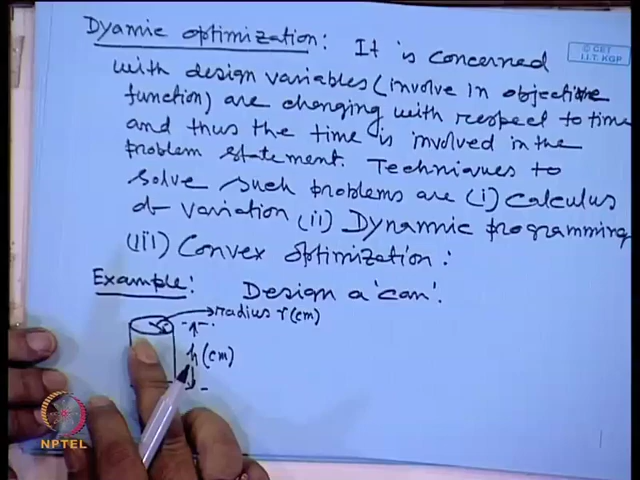 Dyamic optimization: It is concerned
© CET
I.I.T. KGP
with design variables (involve in objective
function) are changing with respect to time
and thus the time is involved in the
problem statement. Techniques to
solve such problems are (i) calculus
of variation (ii) Dynamic programming
(iii) Convex optimization:
Example: Design a 'can'.
radius r (cm)
h (cm)
NPTEL